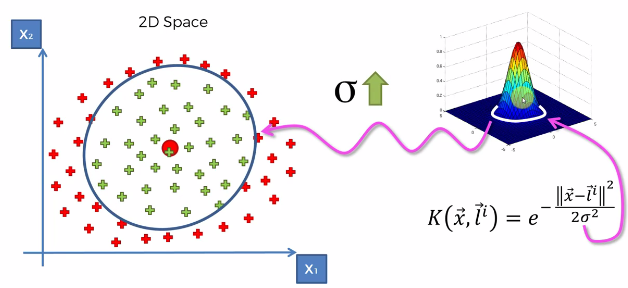 2D Space
X₂
σ
X₁
K(x⃗, l⃗ⁱ) = e^(-‖x⃗-l⃗ⁱ‖²/2σ²)